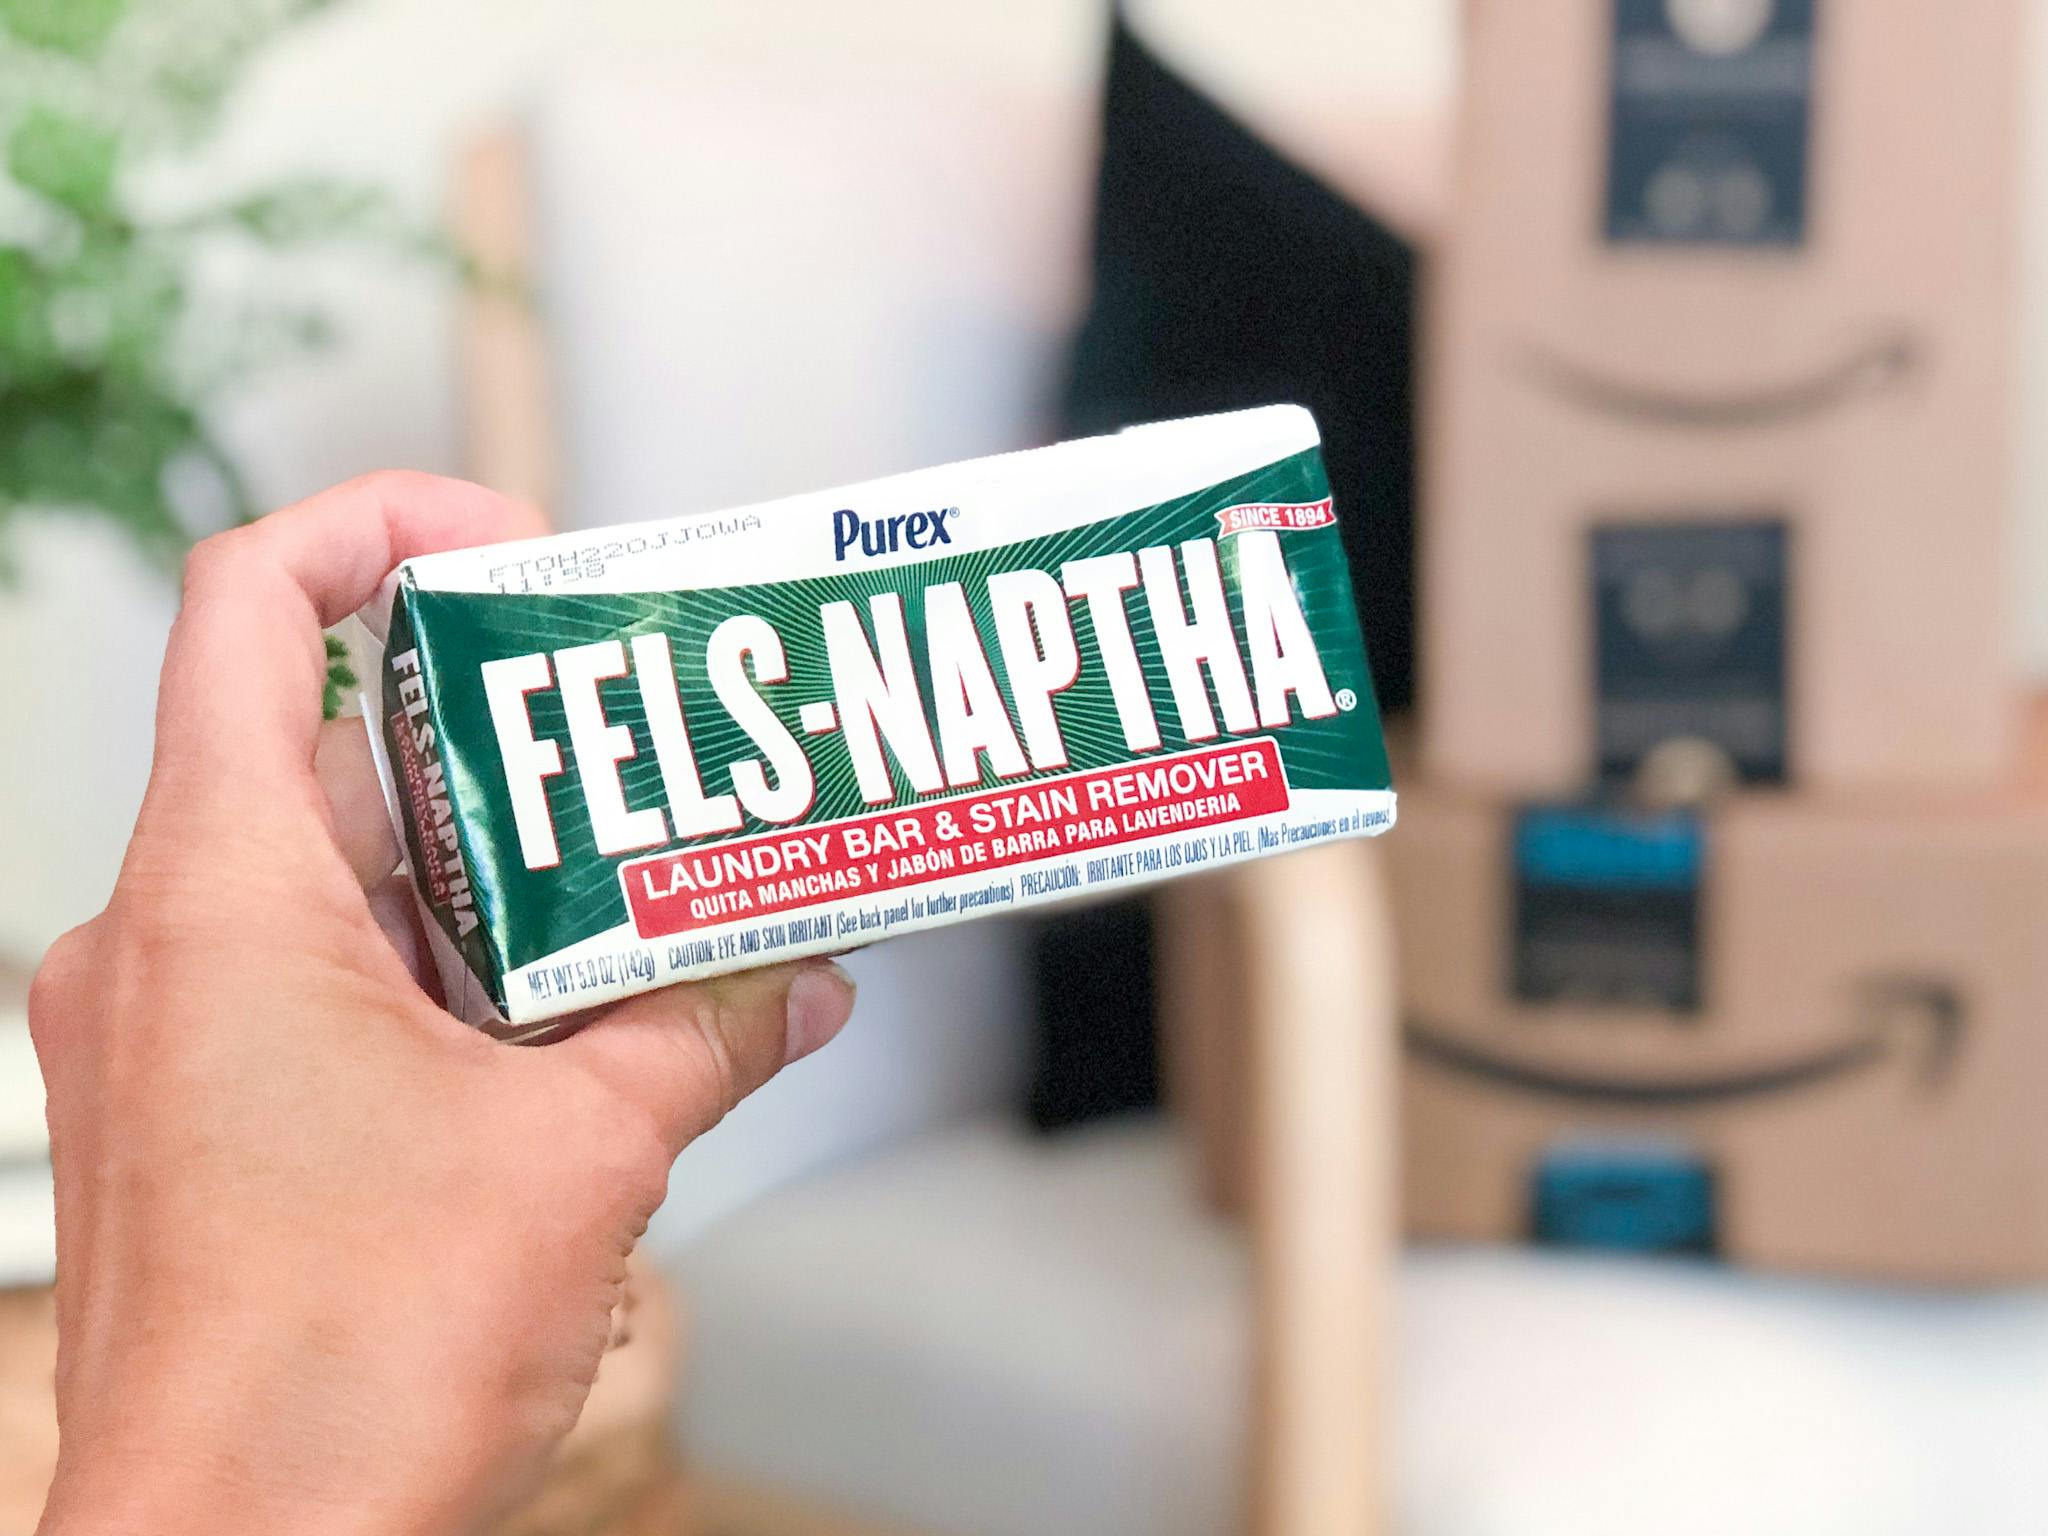 Purex®
SINCE 1894
FELS-NAPTHA®
LAUNDRY BAR & STAIN REMOVER
QUITA MANCHAS Y JABÓN DE BARRA PARA LAVENDERIA
NET WT 5.0 OZ (142g) CAUTION: EYE AND SKIN IRRITANT (See back panel for further precautions) PRECAUCIÓN: IRRITANTE PARA LOS OJOS Y LA PIEL. (Mas Precauciones en el revers
FELS-NAPTHA